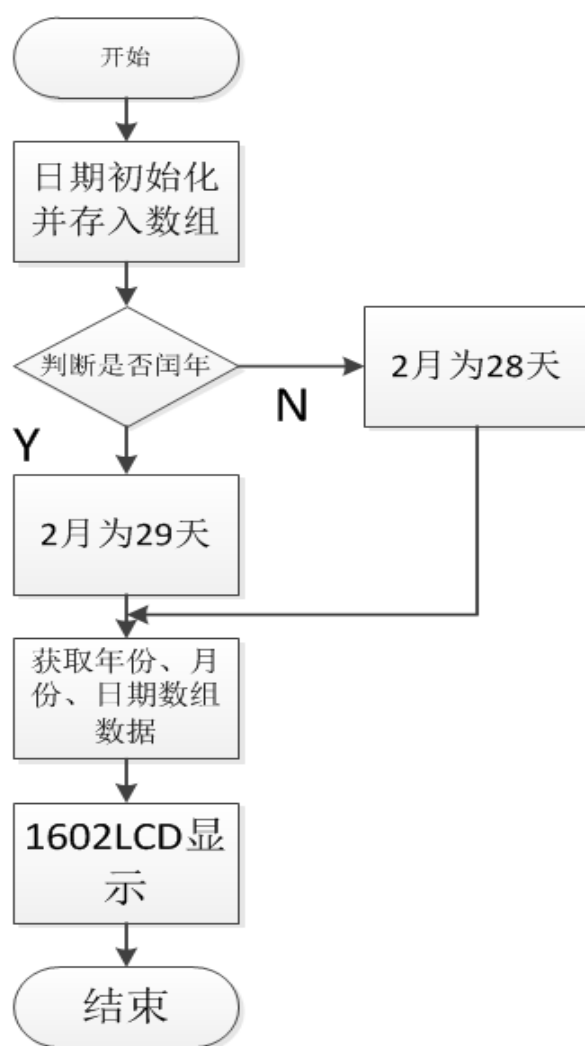 开始
日期初始化
并存入数组
判断是否闰年
N
2月为28天
Y
2月为29天
获取年份、月
份、日期数组
数据
1602LCD显
示
结束